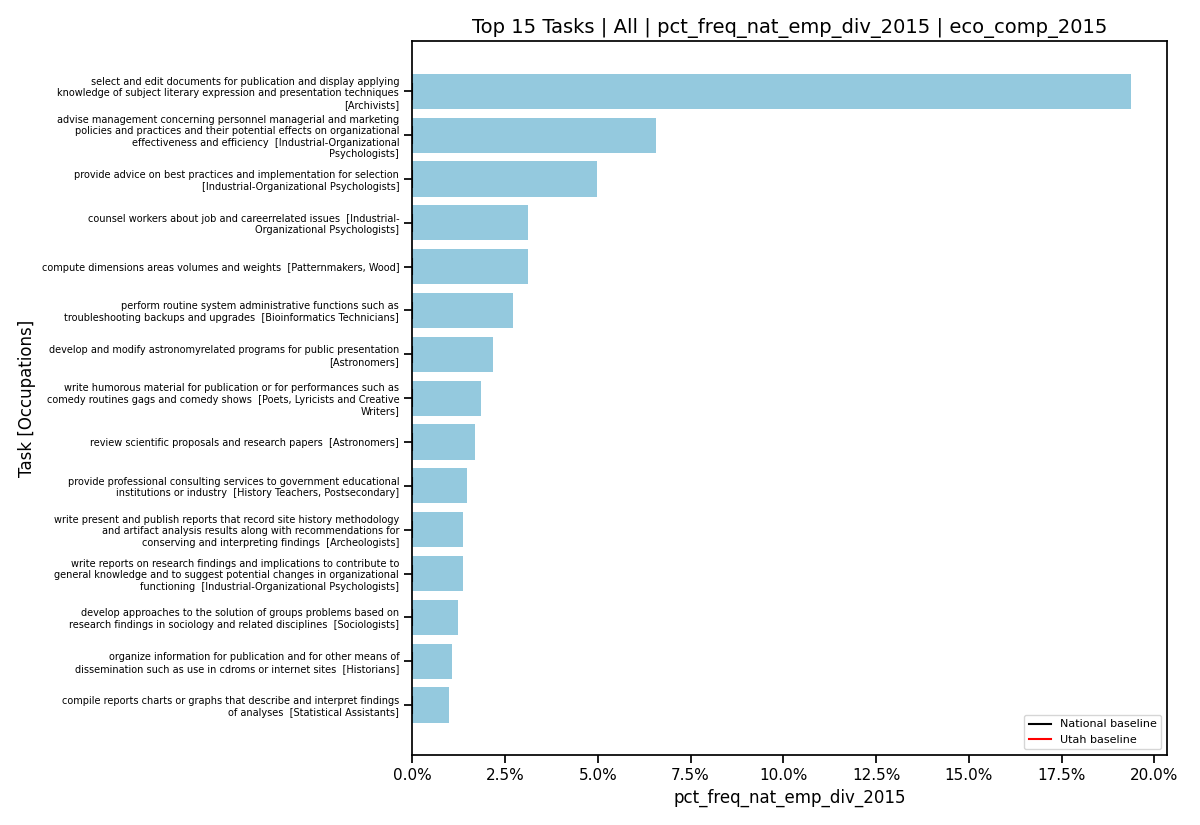 Top 15 Tasks | All | pct_freq_nat_emp_div_2015 | eco_comp_2015
select and edit documents for publication and display applying
knowledge of subject literary expression and presentation techniques
[Archivists]
advise management concerning personnel managerial and marketing
policies and practices and their potential effects on organizational
effectiveness and efficiency  [Industrial-Organizational
Psychologists]
provide advice on best practices and implementation for selection
[Industrial-Organizational Psychologists]
counsel workers about job and careerrelated issues  [Industrial-
Organizational Psychologists]
compute dimensions areas volumes and weights  [Patternmakers, Wood]
perform routine system administrative functions such as
troubleshooting backups and upgrades  [Bioinformatics Technicians]
develop and modify astronomyrelated programs for public presentation
[Astronomers]
write humorous material for publication or for performances such as
comedy routines gags and comedy shows  [Poets, Lyricists and Creative
Writers]
review scientific proposals and research papers  [Astronomers]
provide professional consulting services to government educational
institutions or industry  [History Teachers, Postsecondary]
write present and publish reports that record site history methodology
and artifact analysis results along with recommendations for
conserving and interpreting findings  [Archeologists]
write reports on research findings and implications to contribute to
general knowledge and to suggest potential changes in organizational
functioning  [Industrial-Organizational Psychologists]
develop approaches to the solution of groups problems based on
research findings in sociology and related disciplines  [Sociologists]
organize information for publication and for other means of
dissemination such as use in cdroms or internet sites  [Historians]
compile reports charts or graphs that describe and interpret findings
of analyses  [Statistical Assistants]
Task [Occupations]
National baseline
Utah baseline
0.0% 2.5% 5.0% 7.5% 10.0% 12.5% 15.0% 17.5% 20.0%
pct_freq_nat_emp_div_2015